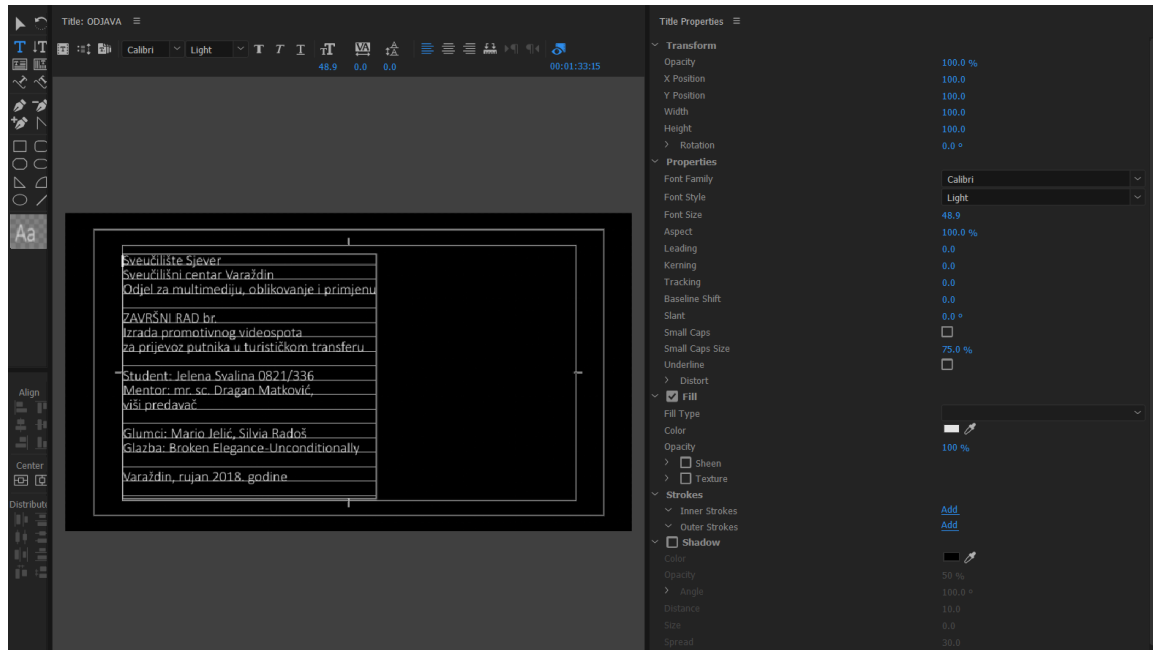 Title: ODJAVA
Calibri
Light
T T T
48.9 0.0 0.0
00:01:33:15
Aa
Align
Center
Distribute
Sveučilište Sjever
Sveučilišni centar Varaždin
Odjel za multimediju, oblikovanje i primjenu
ZAVRŠNI RAD br.
Izrada promotivnog videospota
za prijevoz putnika u turističkom transferu
Student: Jelena Svalina 0821/336
Mentor: mr. sc. Dragan Matković,
viši predavač
Glumci: Mario Jelić, Silvia Radoš
Glazba: Broken Elegance-Unconditionally
Varaždin, rujan 2018. godine
Title Properties
Transform
Opacity 100.0 %
X Position 100.0
Y Position 100.0
Width 100.0
Height 100.0
Rotation 0.0 °
Properties
Font Family Calibri
Font Style Light
Font Size 48.9
Aspect 100.0 %
Leading 0.0
Kerning 0.0
Tracking 0.0
Baseline Shift 0.0
Slant 0.0 °
Small Caps
Small Caps Size 75.0 %
Underline
Distort
Fill
Fill Type
Color
Opacity 100 %
Sheen
Texture
Strokes
Inner Strokes Add
Outer Strokes Add
Shadow
Color
Opacity 50 %
Angle 100.0 °
Distance 10.0
Size 0.0
Spread 30.0